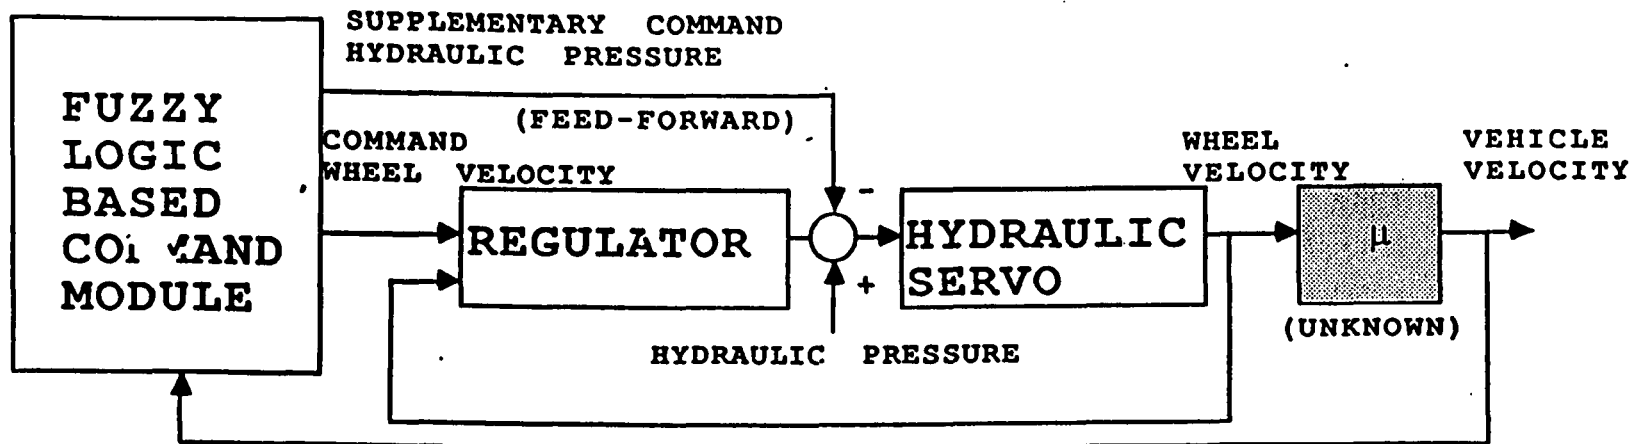 SUPPLEMENTARY COMMAND
HYDRAULIC PRESSURE
(FEED-FORWARD)
FUZZY
LOGIC
BASED
MODULE
COMMAND
WHEEL VELOCITY
REGULATOR
-
+
HYDRAULIC PRESSURE
HYDRAULIC
SERVO
WHEEL
VELOCITY
μ
(UNKNOWN)
VEHICLE
VELOCITY